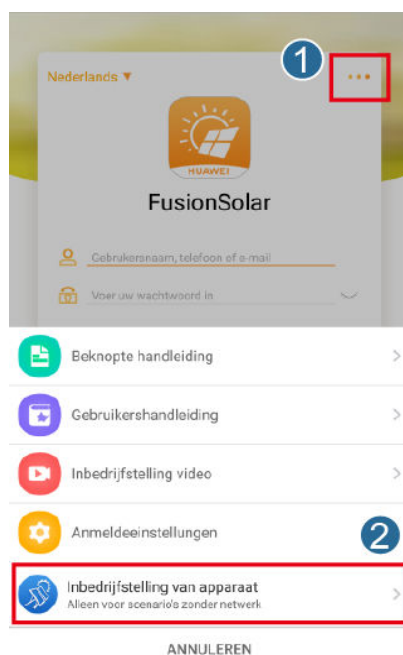 1
Nederlands ▼
HUAWEI
FusionSolar
Gebruikersnaam, telefoon of e-mail
Voer uw wachtwoord in
Beknopte handleiding
Gebruikershandleiding
Inbedrijfstelling video
Anmeldeeinstellungen
2
Inbedrijfstelling van apparaat
Alleen voor scenario's zonder netwerk
ANNULEREN